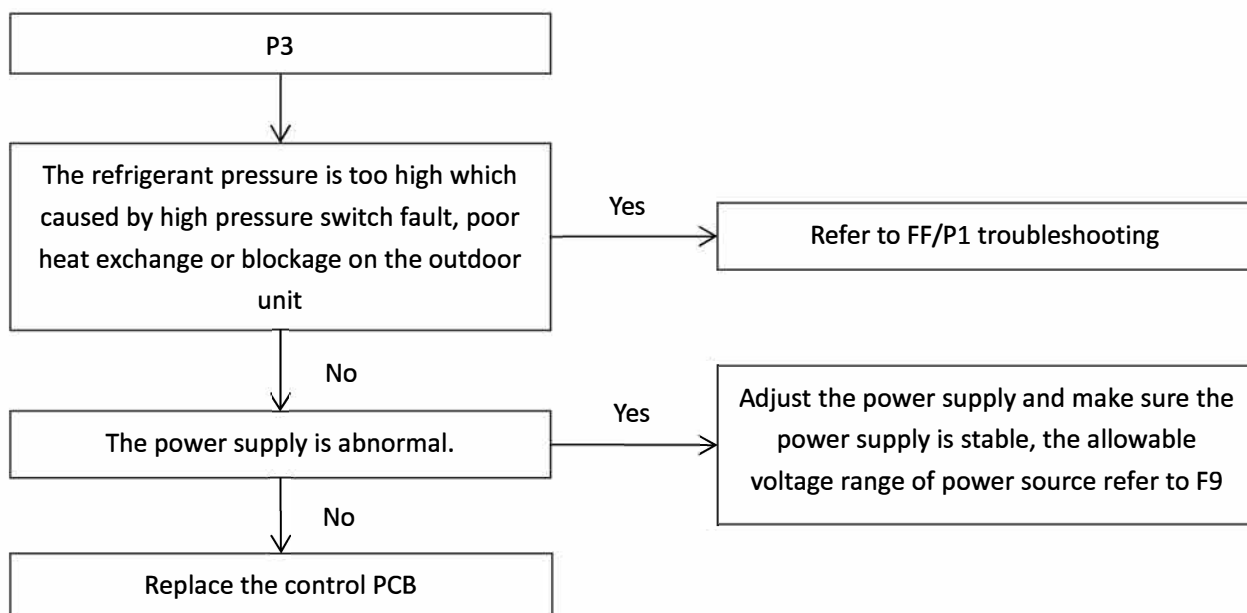 P3
The refrigerant pressure is too high which
caused by high pressure switch fault, poor
heat exchange or blockage on the outdoor
unit
Yes
Refer to FF/P1 troubleshooting
No
The power supply is abnormal.
Yes
Adjust the power supply and make sure the
power supply is stable, the allowable
voltage range of power source refer to F9
No
Replace the control PCB